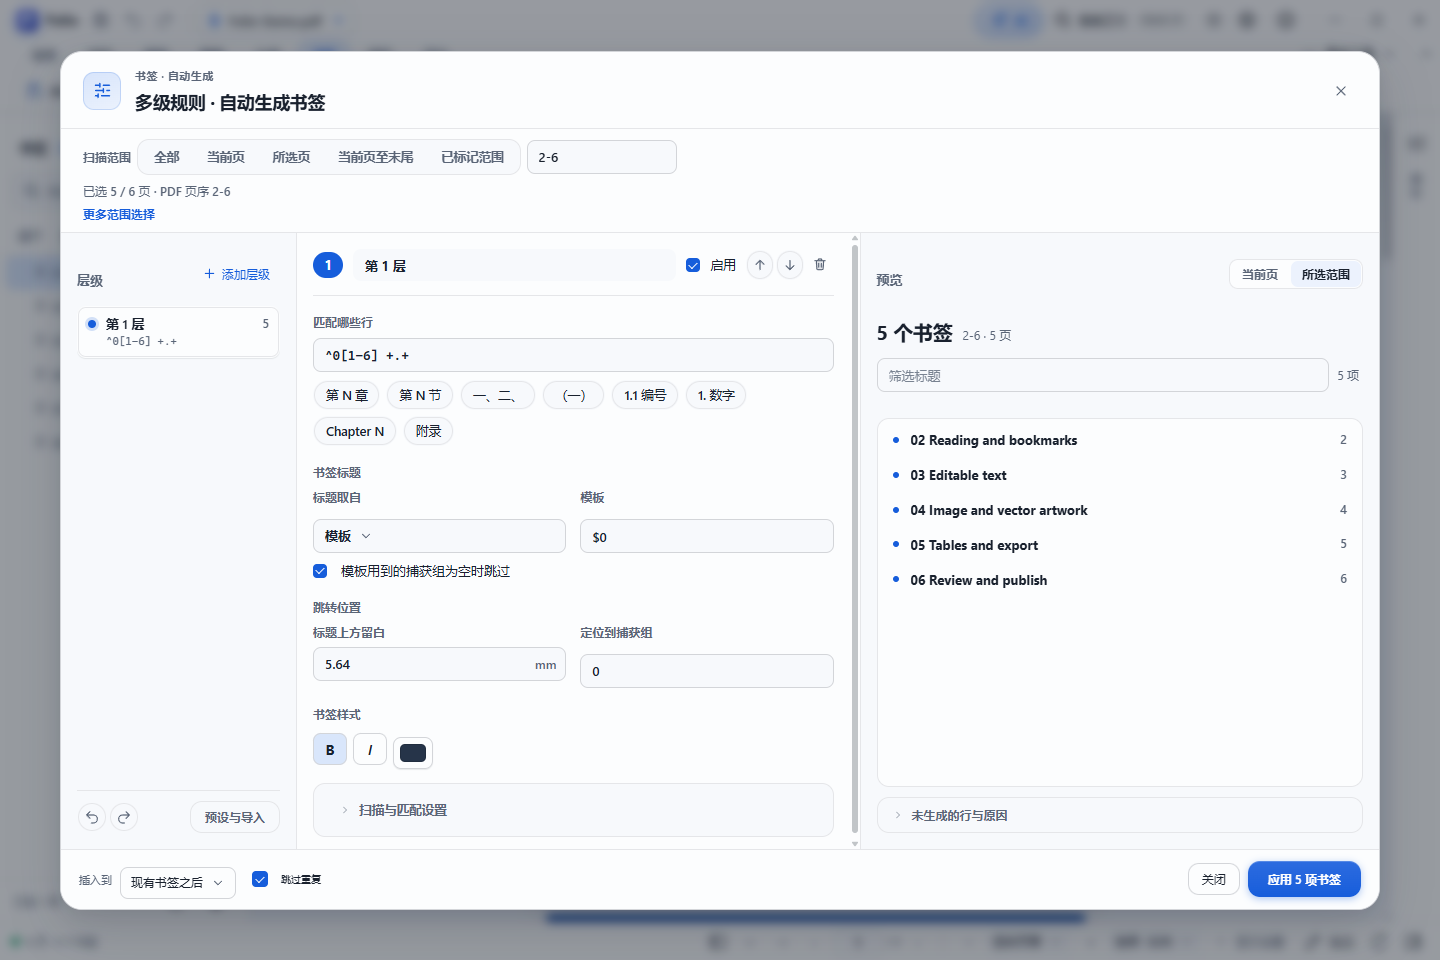 书签 · 自动生成
多级规则 · 自动生成书签
扫描范围 全部 当前页 所选页 当前页至末尾 已标记范围 2-6
已选 5 / 6 页 · PDF 页序 2-6
更多范围选择
层级 添加层级
第 1 层 5
^0[1-6] +.+
预设与导入
1 第 1 层 启用
匹配哪些行
^0[1-6] +.+
第 N 章 第 N 节 一、二、 （一） 1.1 编号 1. 数字
Chapter N 附录
书签标题
标题取自 模板
模板 $0
模板用到的捕获组为空时跳过
跳转位置
标题上方留白 定位到捕获组
5.64 mm 0
书签样式
B I
扫描与匹配设置
预览 当前页 所选范围
5 个书签 2-6 · 5 页
筛选标题 5 项
02 Reading and bookmarks 2
03 Editable text 3
04 Image and vector artwork 4
05 Tables and export 5
06 Review and publish 6
未生成的行与原因
插入到 现有书签之后 跳过重复 关闭 应用 5 项书签